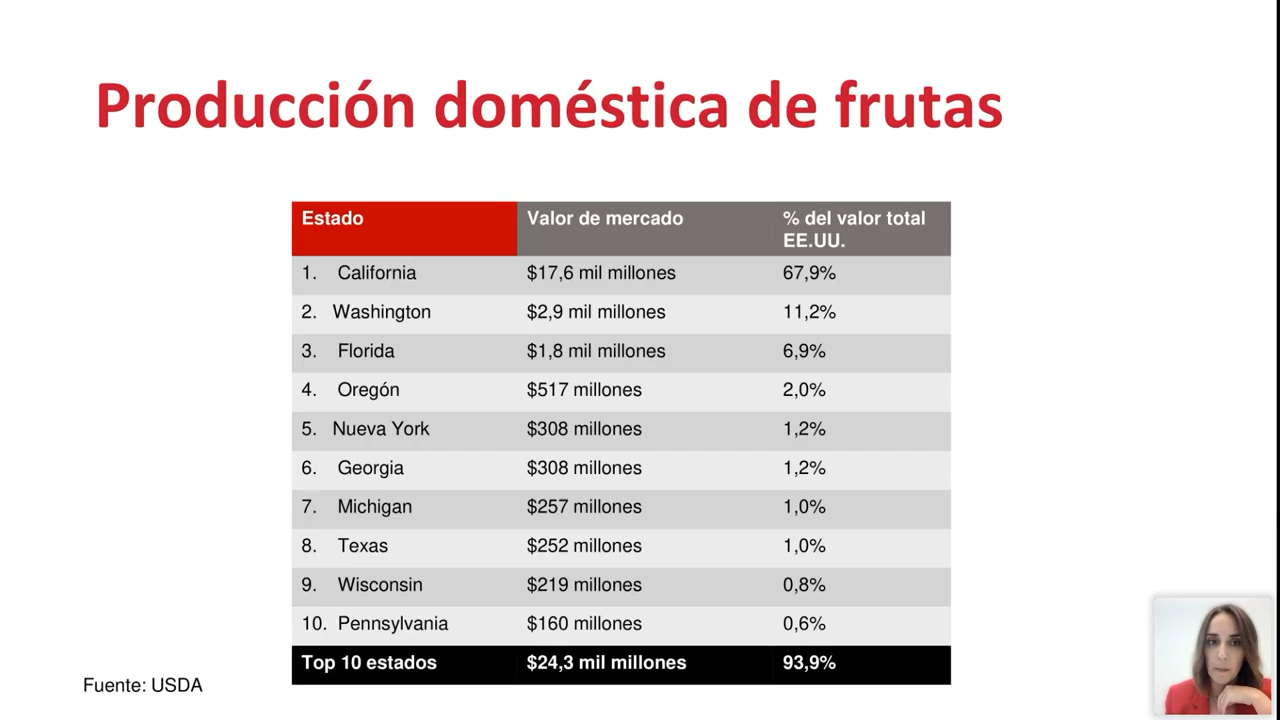 Producción doméstica de frutas
Estado Valor de mercado % del valor total EE.UU.
1. California $17,6 mil millones 67,9%
2. Washington $2,9 mil millones 11,2%
3. Florida $1,8 mil millones 6,9%
4. Oregón $517 millones 2,0%
5. Nueva York $308 millones 1,2%
6. Georgia $308 millones 1,2%
7. Michigan $257 millones 1,0%
8. Texas $252 millones 1,0%
9. Wisconsin $219 millones 0,8%
10. Pennsylvania $160 millones 0,6%
Top 10 estados $24,3 mil millones 93,9%
Fuente: USDA